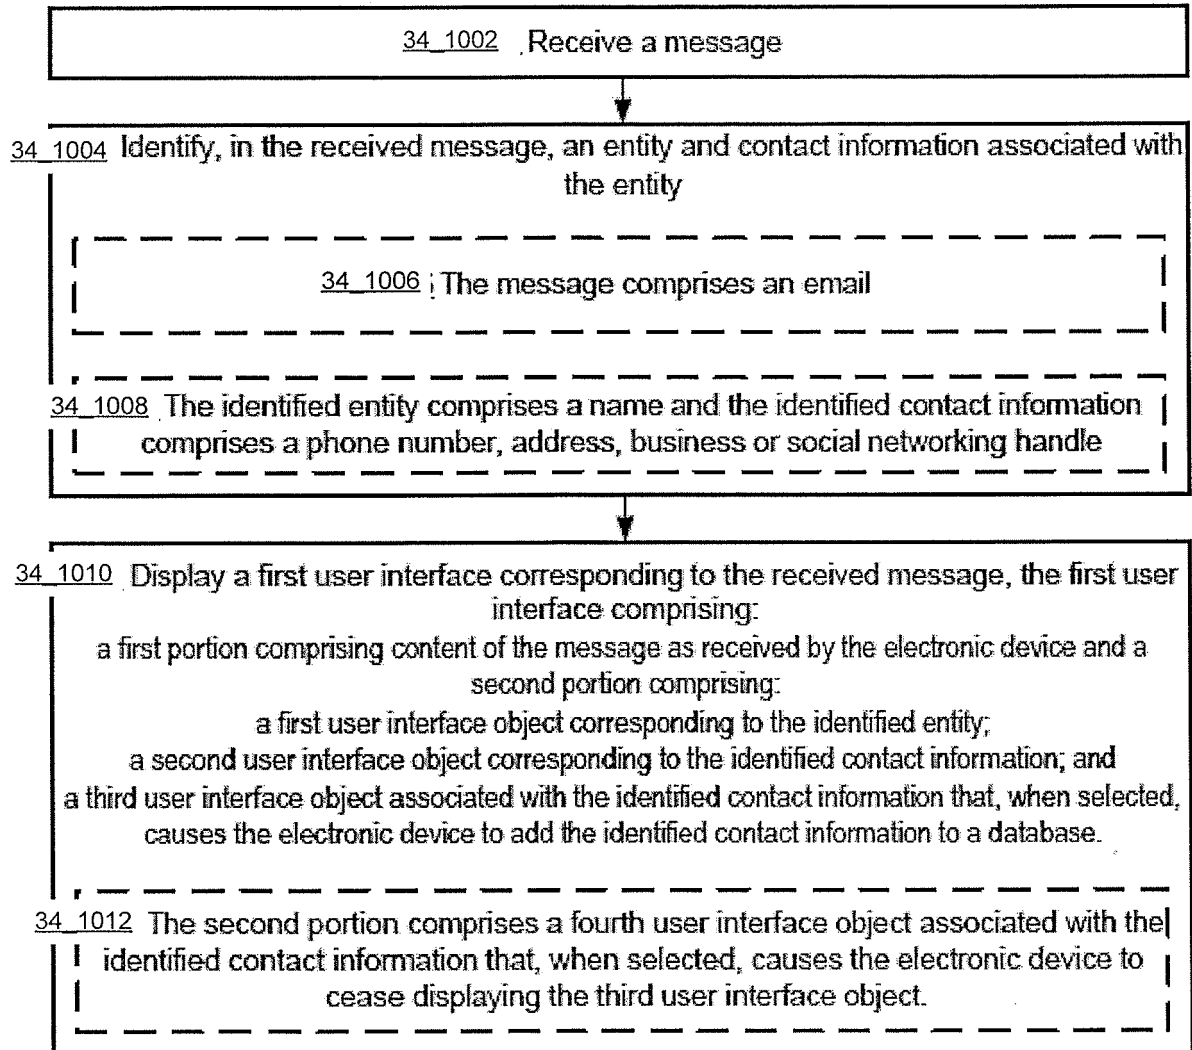 34_1002 Receive a message
34_1004 Identify, in the received message, an entity and contact information associated with
the entity
34_1006 The message comprises an email
34_1008 The identified entity comprises a name and the identified contact information
comprises a phone number, address, business or social networking handle
34_1010 Display a first user interface corresponding to the received message, the first user
interface comprising:
a first portion comprising content of the message as received by the electronic device and a
second portion comprising:
a first user interface object corresponding to the identified entity;
a second user interface object corresponding to the identified contact information; and
a third user interface object associated with the identified contact information that, when selected,
causes the electronic device to add the identified contact information to a database.
34_1012 The second portion comprises a fourth user interface object associated with the
identified contact information that, when selected, causes the electronic device to
cease displaying the third user interface object.